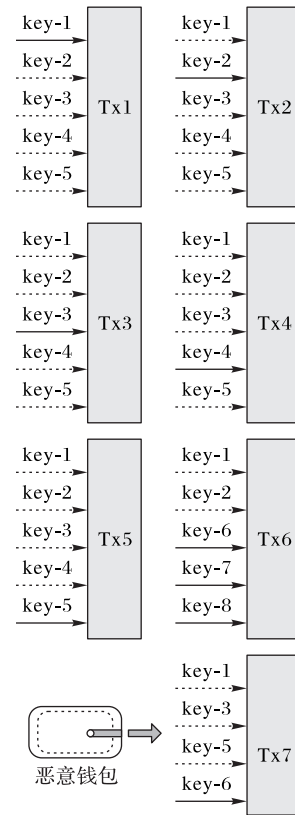 key-1
key-2
key-3
key-4
key-5
Tx1
key-1
key-2
key-3
key-4
key-5
Tx2
key-1
key-2
key-3
key-4
key-5
Tx3
key-1
key-2
key-3
key-4
key-5
Tx4
key-1
key-2
key-3
key-4
key-5
Tx5
key-1
key-2
key-6
key-7
key-8
Tx6
恶意钱包
key-1
key-3
key-5
key-6
Tx7